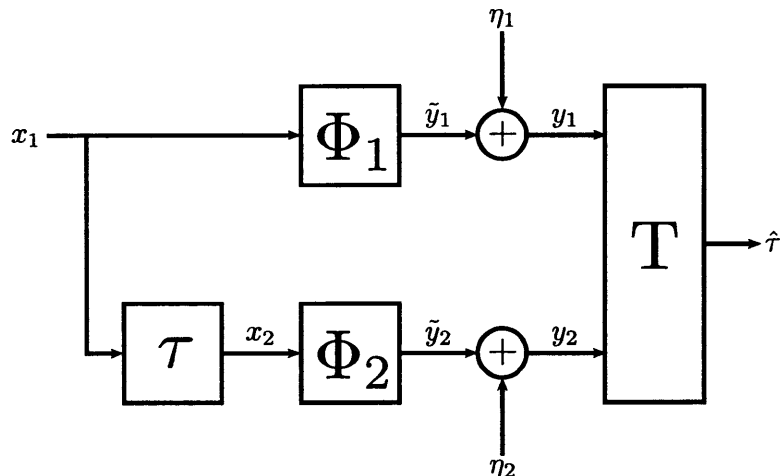 η₁
x₁ Φ₁ ỹ₁ + y₁
T τ̂
τ x₂ Φ₂ ỹ₂ + y₂
η₂